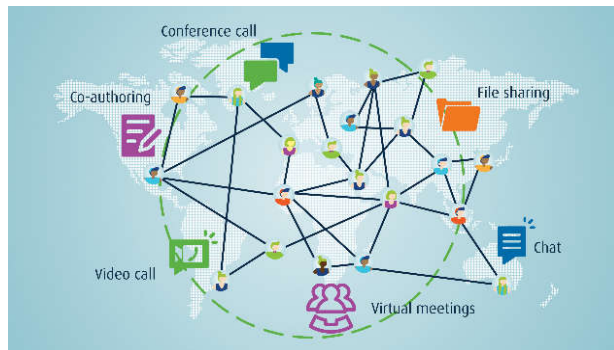 Conference call
Co-authoring
File sharing
Video call
Chat
Virtual meetings